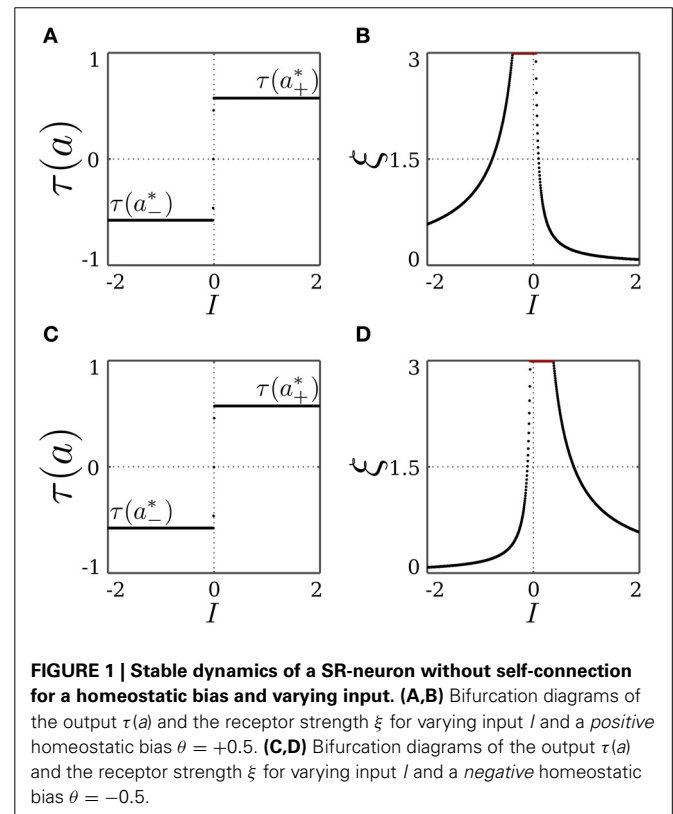 A
1
τ(a)
0
-1
τ(a*+)
τ(a*−)
-2
0
2
I
B
3
ξ
1.5
0
-2
0
2
I
C
1
τ(a)
0
-1
τ(a*+)
τ(a*−)
-2
0
2
I
D
3
ξ
1.5
0
-2
0
2
I
FIGURE 1 | Stable dynamics of a SR-neuron without self-connection
for a homeostatic bias and varying input. (A,B) Bifurcation diagrams of
the output τ(a) and the receptor strength ξ for varying input I and a positive
homeostatic bias θ = +0.5. (C,D) Bifurcation diagrams of the output τ(a)
and the receptor strength ξ for varying input I and a negative homeostatic
bias θ = −0.5.